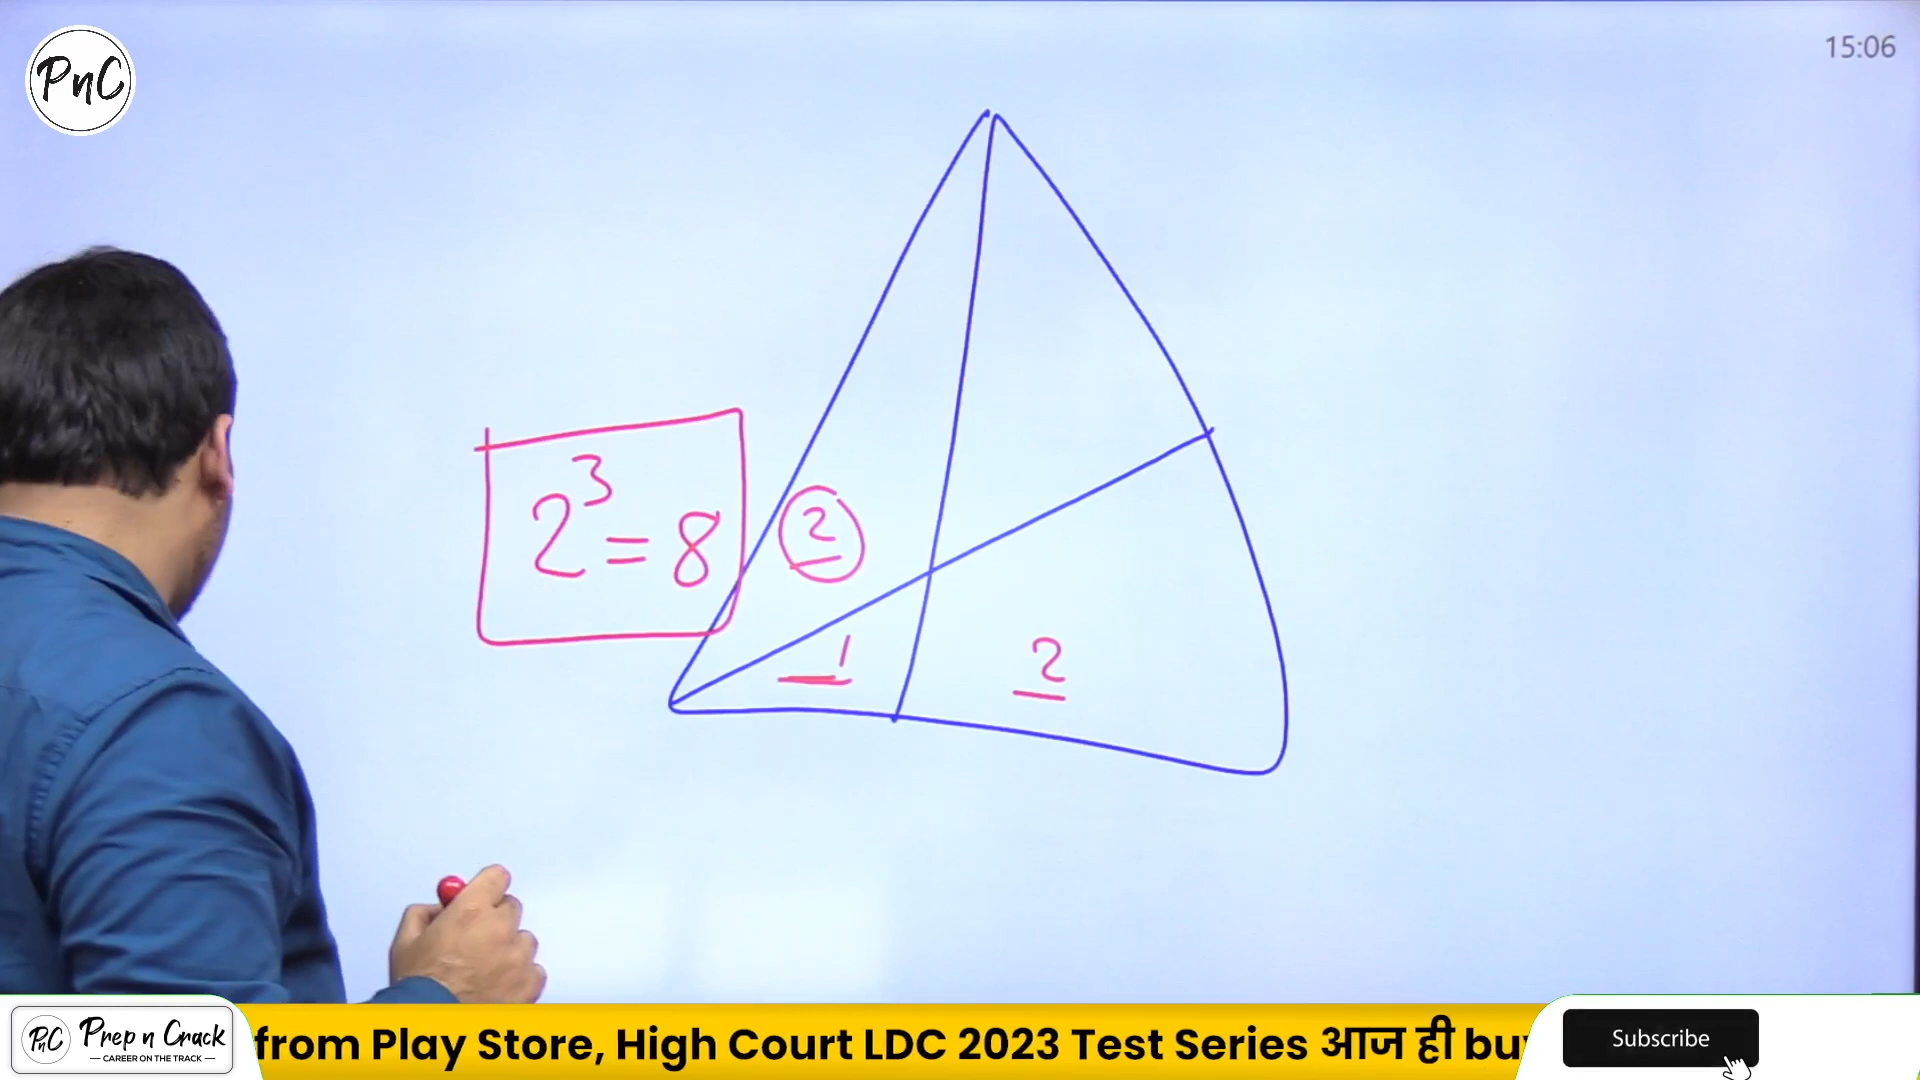 PnC
15:06
2³ = 8
2
1
2
PnC Prep n Crack
CAREER ON THE TRACK
from Play Store, High Court LDC 2023 Test Series आज ही buy
Subscribe